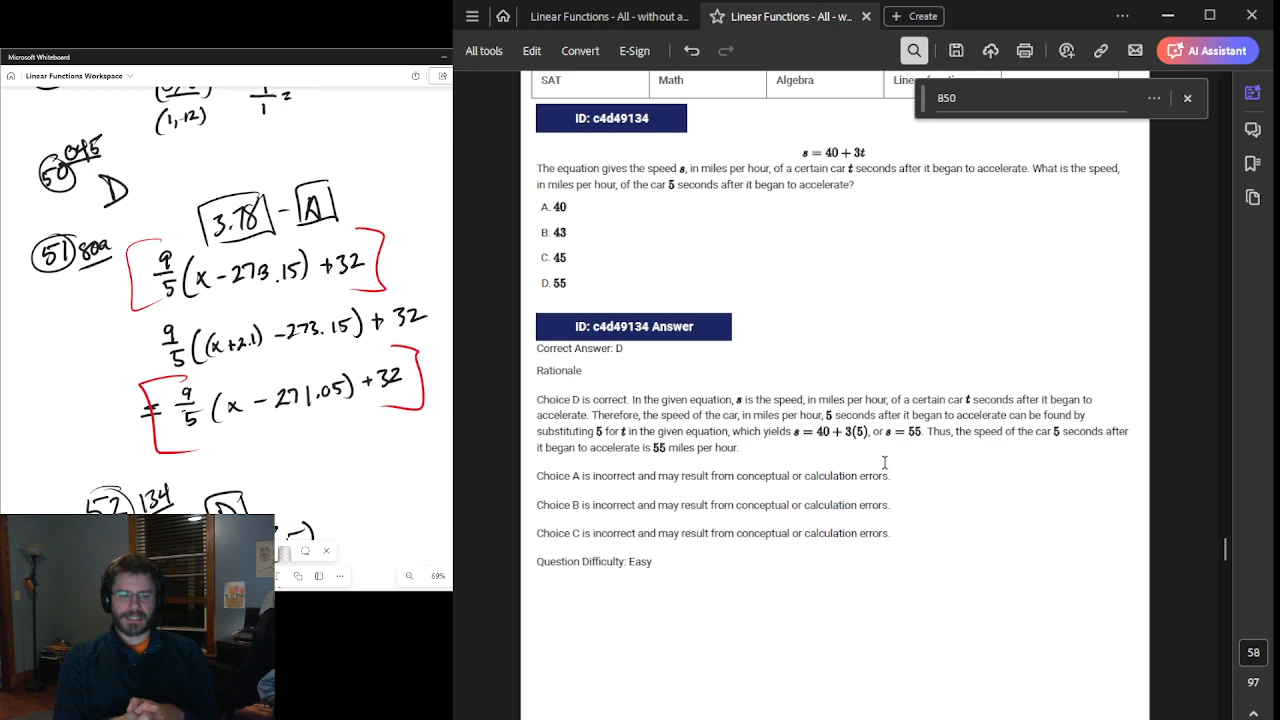 Microsoft Whiteboard
Linear Functions Workspace
(1,-12)
1/1 =
50 045
D
3.78 - A
51 80a
9/5 (x - 273.15) + 32
9/5 ((x+2.1) - 273.15) + 32
= 9/5 (x - 271.05) + 32
52 134
69%
Linear Functions - All - without a...
Linear Functions - All - w...
Create
All tools
Edit
Convert
E-Sign
AI Assistant
850
SAT
Math
Algebra
ID: c4d49134
s = 40 + 3t
The equation gives the speed s, in miles per hour, of a certain car t seconds after it began to accelerate. What is the speed,
in miles per hour, of the car 5 seconds after it began to accelerate?
A. 40
B. 43
C. 45
D. 55
ID: c4d49134 Answer
Correct Answer: D
Rationale
Choice D is correct. In the given equation, s is the speed, in miles per hour, of a certain car t seconds after it began to
accelerate. Therefore, the speed of the car, in miles per hour, 5 seconds after it began to accelerate can be found by
substituting 5 for t in the given equation, which yields s = 40 + 3(5), or s = 55. Thus, the speed of the car 5 seconds after
it began to accelerate is 55 miles per hour.
Choice A is incorrect and may result from conceptual or calculation errors.
Choice B is incorrect and may result from conceptual or calculation errors.
Choice C is incorrect and may result from conceptual or calculation errors.
Question Difficulty: Easy
58
97